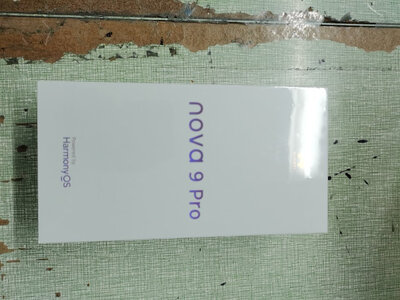 nova 9 Pro
Powered by
HarmonyOS